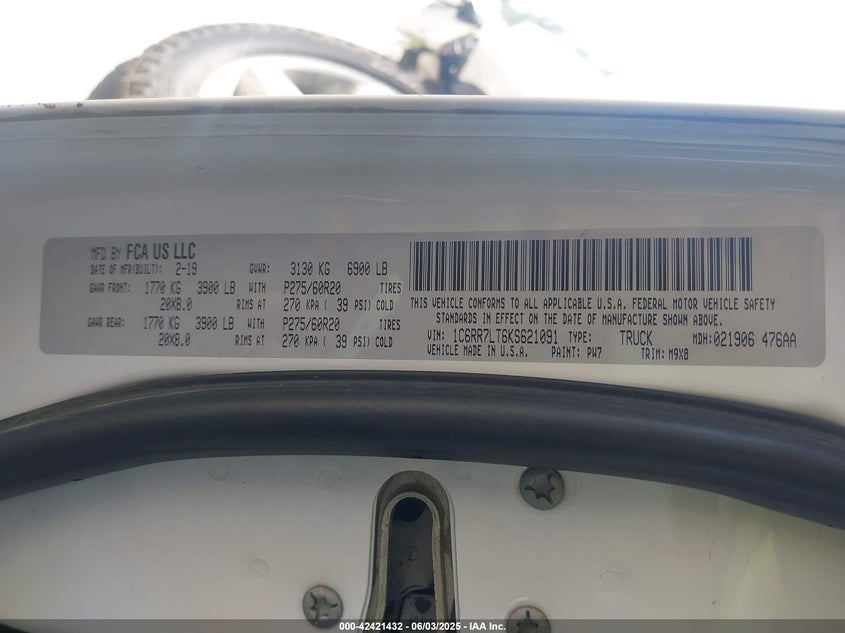 MFD BY FCA US LLC
DATE OF MFR(BUILT): 2-19 GVWR: 3130 KG 6900 LB
GAWR FRONT: 1770 KG 3900 LB WITH P275/60R20 TIRES
20X8.0 RIMS AT 270 KPA ( 39 PSI) COLD
GAWR REAR: 1770 KG 3900 LB WITH P275/60R20 TIRES
20X8.0 RIMS AT 270 KPA ( 39 PSI) COLD
THIS VEHICLE CONFORMS TO ALL APPLICABLE U.S.A. FEDERAL MOTOR VEHICLE SAFETY
STANDARDS IN EFFECT ON THE DATE OF MANUFACTURE SHOWN ABOVE.
VIN: 1C6RR7LT6KS621091 TYPE: TRUCK MDH:021906 476AA
VEHICLE MADE IN U.S.A. PAINT: PW7 TRIM: M9X8
000-42421432 - 06/03/2025 - IAA Inc.